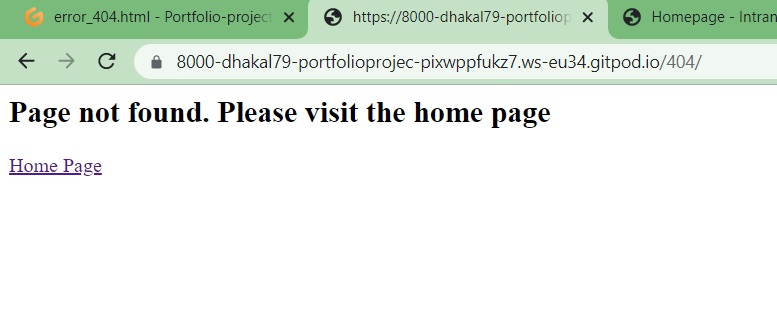 error_404.html - Portfolio-project
https://8000-dhakal79-portfoliop
Homepage - Intran
8000-dhakal79-portfolioprojec-pixwppfukz7.ws-eu34.gitpod.io/404/
Page not found. Please visit the home page
Home Page